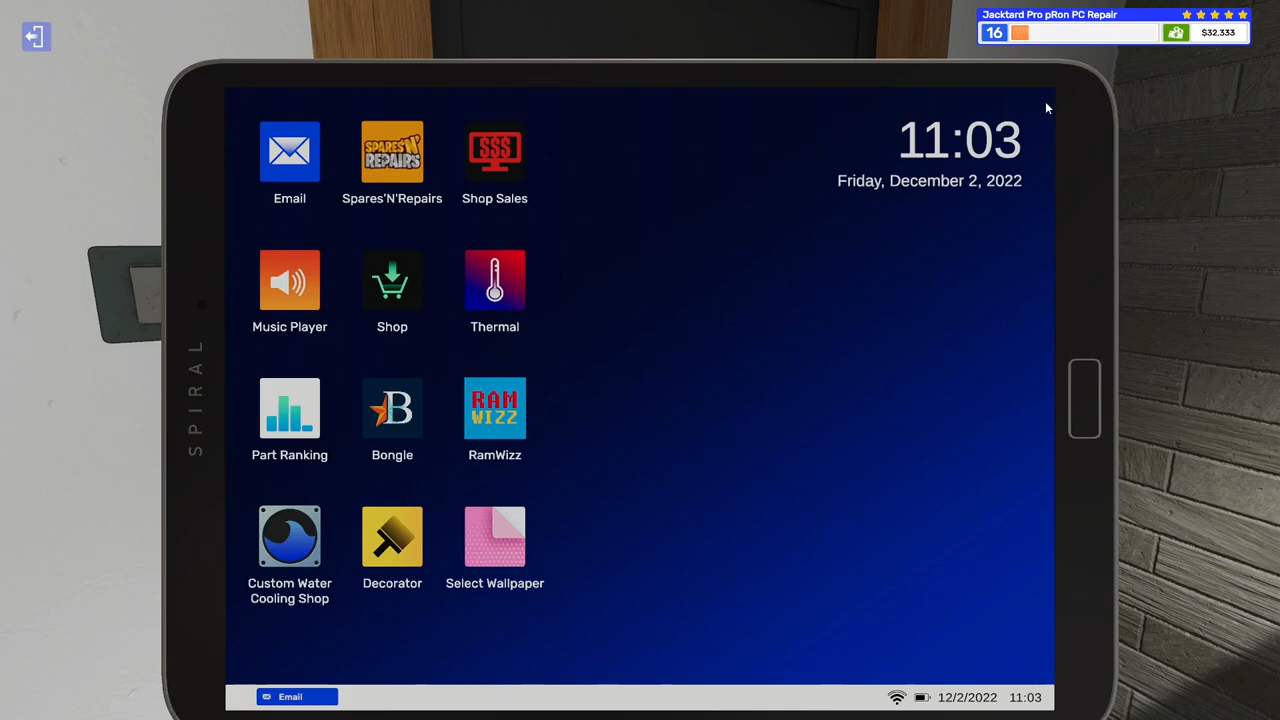 Jacktard Pro pRon PC Repair
16
$32,333
11:03
Friday, December 2, 2022
SPARES'N'
REPAIRS
$$$
Email
Spares'N'Repairs
Shop Sales
Music Player
Shop
Thermal
B
RAM
WIZZ
Part Ranking
Bongle
RamWizz
Custom Water
Cooling Shop
Decorator
Select Wallpaper
SPIRAL
Email
12/2/2022
11:03